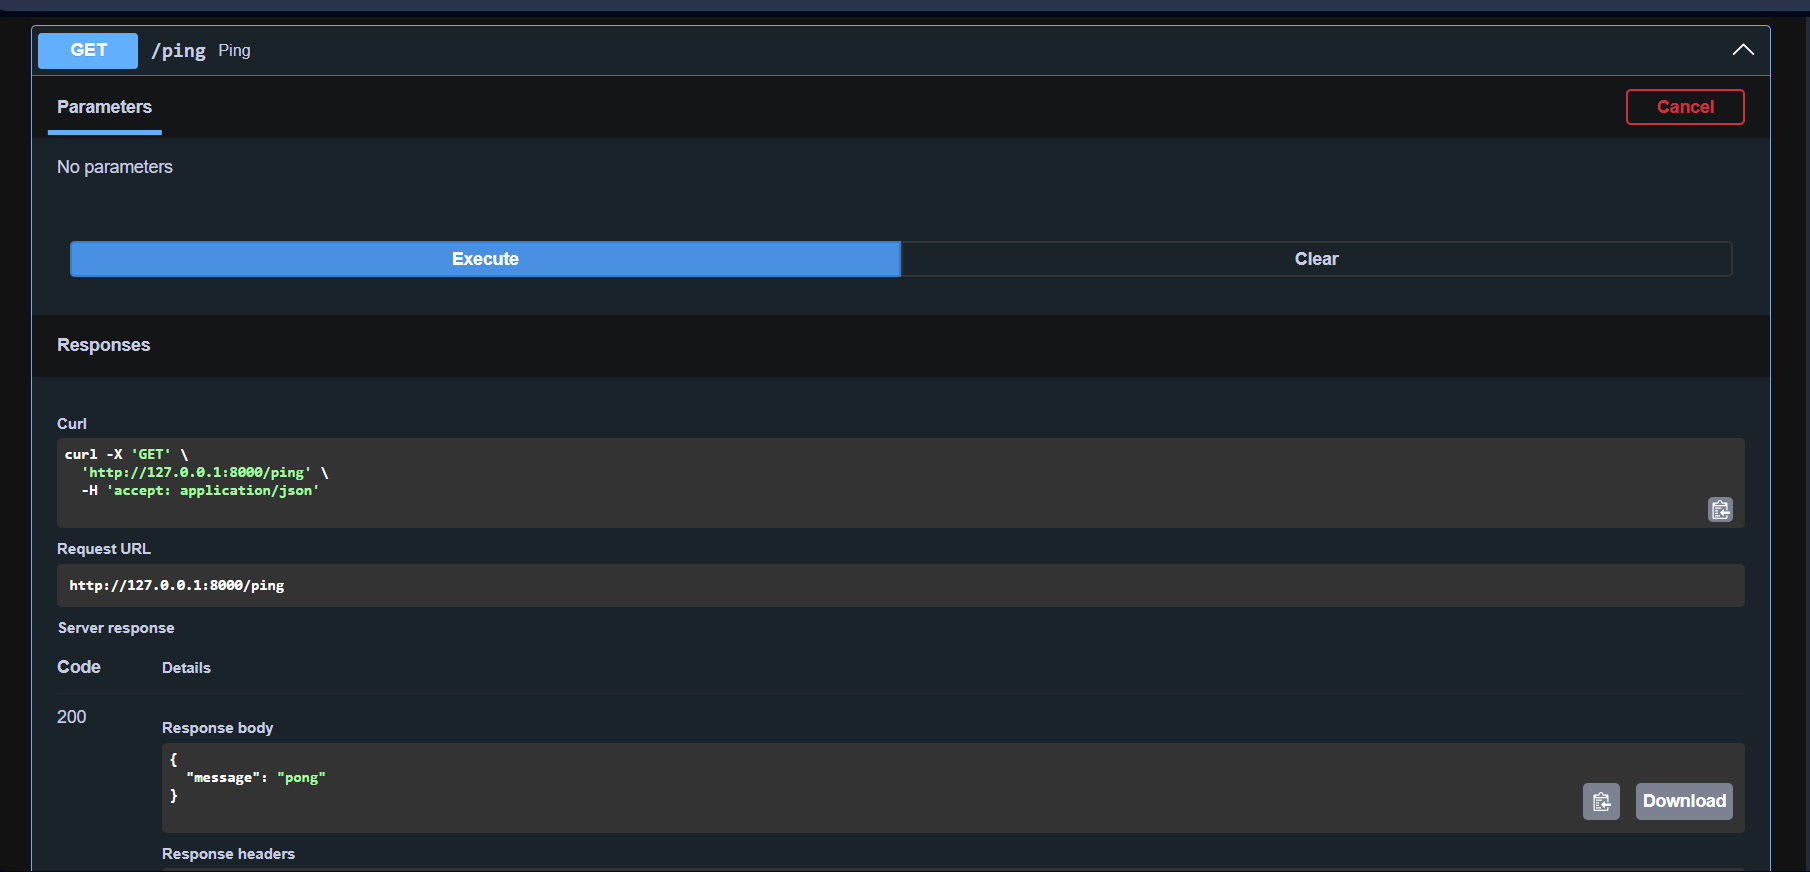 GET /ping Ping
Parameters
Cancel
No parameters
Execute
Clear
Responses
Curl
curl -X 'GET' \
  'http://127.0.0.1:8000/ping' \
  -H 'accept: application/json'
Request URL
http://127.0.0.1:8000/ping
Server response
Code Details
200
Response body
{
  "message": "pong"
}
Download
Response headers